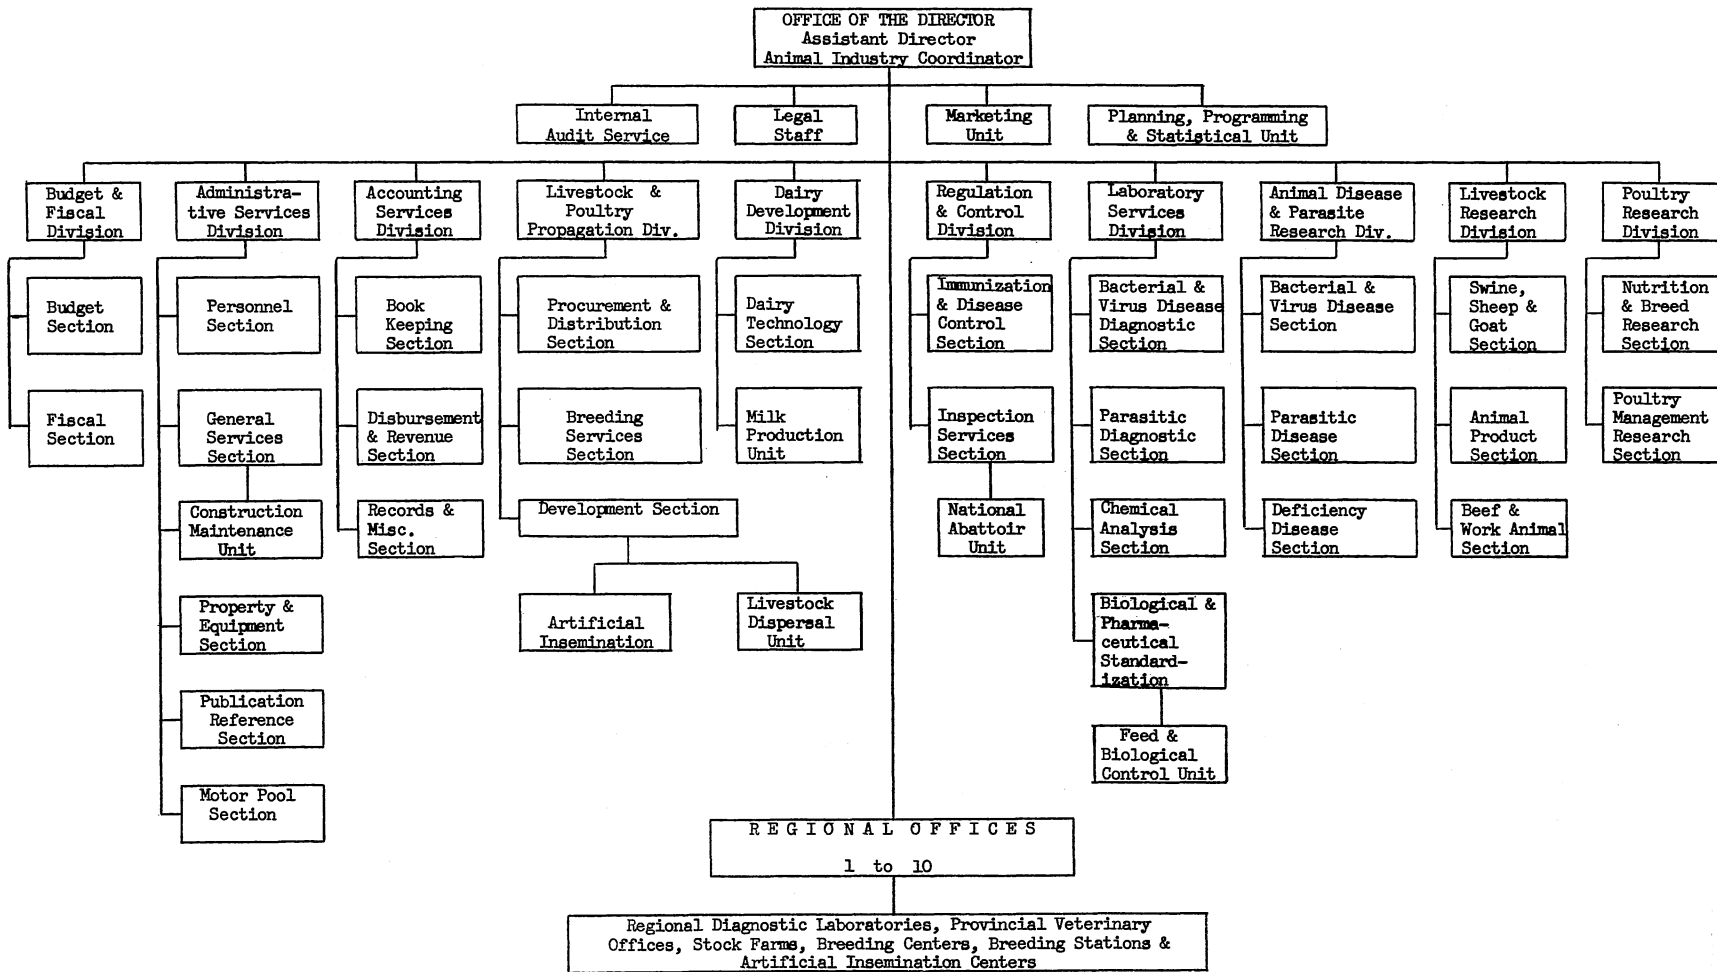 OFFICE OF THE DIRECTOR
Assistant Director
Animal Industry Coordinator
Internal
Audit Service
Legal
Staff
Marketing
Unit
Planning, Programming
& Statistical Unit
Budget &
Fiscal
Division
Administra-
tive Services
Division
Accounting
Services
Division
Livestock &
Poultry
Propagation Div.
Dairy
Development
Division
Regulation
& Control
Division
Laboratory
Services
Division
Animal Disease
& Parasite
Research Div.
Livestock
Research
Division
Poultry
Research
Division
Budget
Section
Personnel
Section
Book
Keeping
Section
Procurement &
Distribution
Section
Dairy
Technology
Section
Immunization
& Disease
Control
Section
Bacterial &
Virus Disease
Diagnostic
Section
Bacterial &
Virus Disease
Section
Swine,
Sheep &
Goat
Section
Nutrition
& Breed
Research
Section
Fiscal
Section
General
Services
Section
Disbursement
& Revenue
Section
Breeding
Services
Section
Milk
Production
Unit
Inspection
Services
Section
Parasitic
Diagnostic
Section
Parasitic
Disease
Section
Animal
Product
Section
Poultry
Management
Research
Section
Construction
Maintenance
Unit
Records &
Misc.
Section
Development Section
National
Abattoir
Unit
Chemical
Analysis
Section
Deficiency
Disease
Section
Beef &
Work Animal
Section
Property &
Equipment
Section
Artificial
Insemination
Livestock
Dispersal
Unit
Biological &
Pharma-
ceutical
Standard-
ization
Publication
Reference
Section
Feed &
Biological
Control Unit
Motor Pool
Section
REGIONAL OFFICES
1 to 10
Regional Diagnostic Laboratories, Provincial Veterinary
Offices, Stock Farms, Breeding Centers, Breeding Stations &
Artificial Insemination Centers